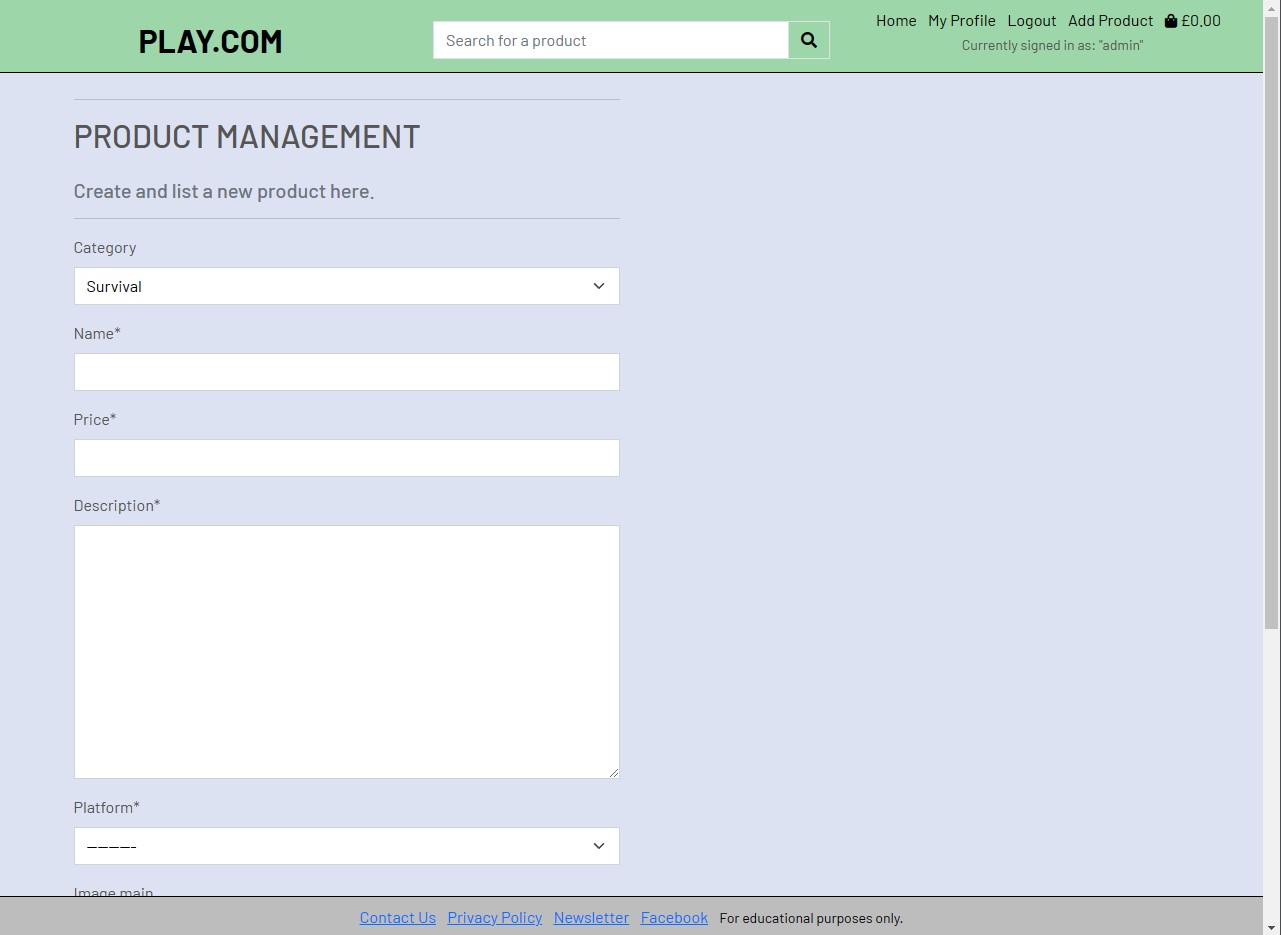 PLAY.COM
Search for a product
Home My Profile Logout Add Product £0.00
Currently signed in as: "admin"
PRODUCT MANAGEMENT
Create and list a new product here.
Category
Survival
Name*
Price*
Description*
Platform*
---------
Image main
Contact Us Privacy Policy Newsletter Facebook For educational purposes only.